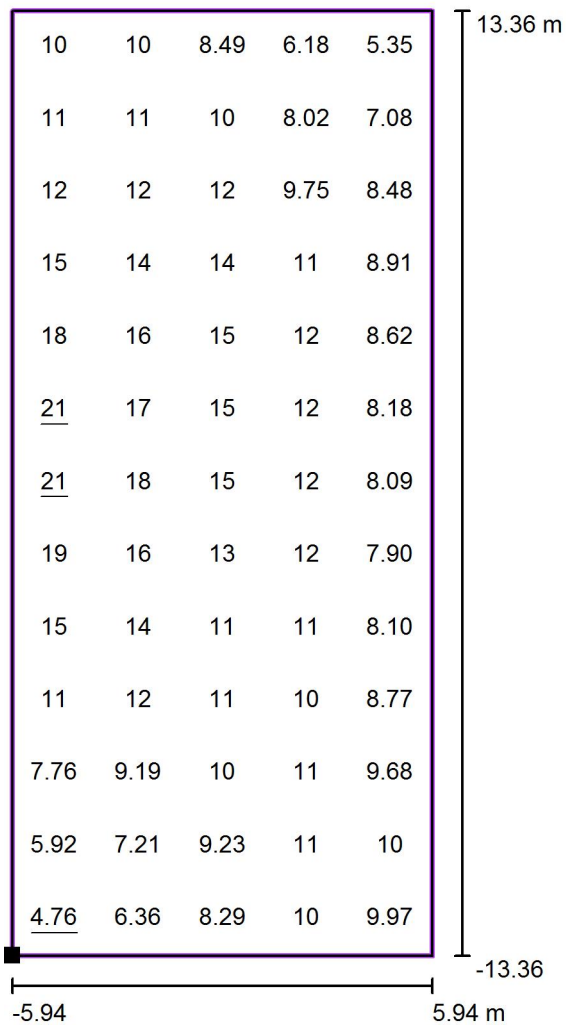 13.36 m
10 10 8.49 6.18 5.35
11 11 10 8.02 7.08
12 12 12 9.75 8.48
15 14 14 11 8.91
18 16 15 12 8.62
21 17 15 12 8.18
21 18 15 12 8.09
19 16 13 12 7.90
15 14 11 11 8.10
11 12 11 10 8.77
7.76 9.19 10 11 9.68
5.92 7.21 9.23 11 10
4.76 6.36 8.29 10 9.97
-13.36
-5.94 5.94 m